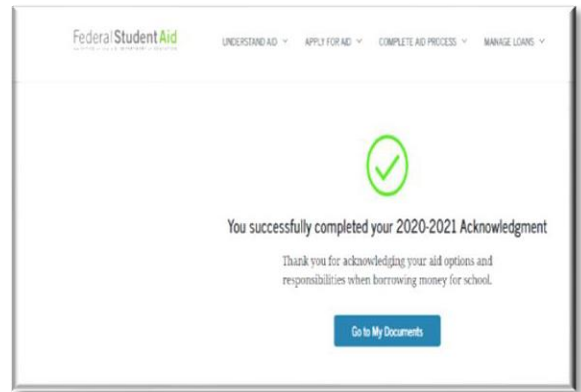 Federal Student Aid
UNDERSTAND AID APPLY FOR AID COMPLETE AID PROCESS MANAGE LOANS
You successfully completed your 2020-2021 Acknowledgment
Thank you for acknowledging your aid options and
responsibilities when borrowing money for school.
Go to My Documents